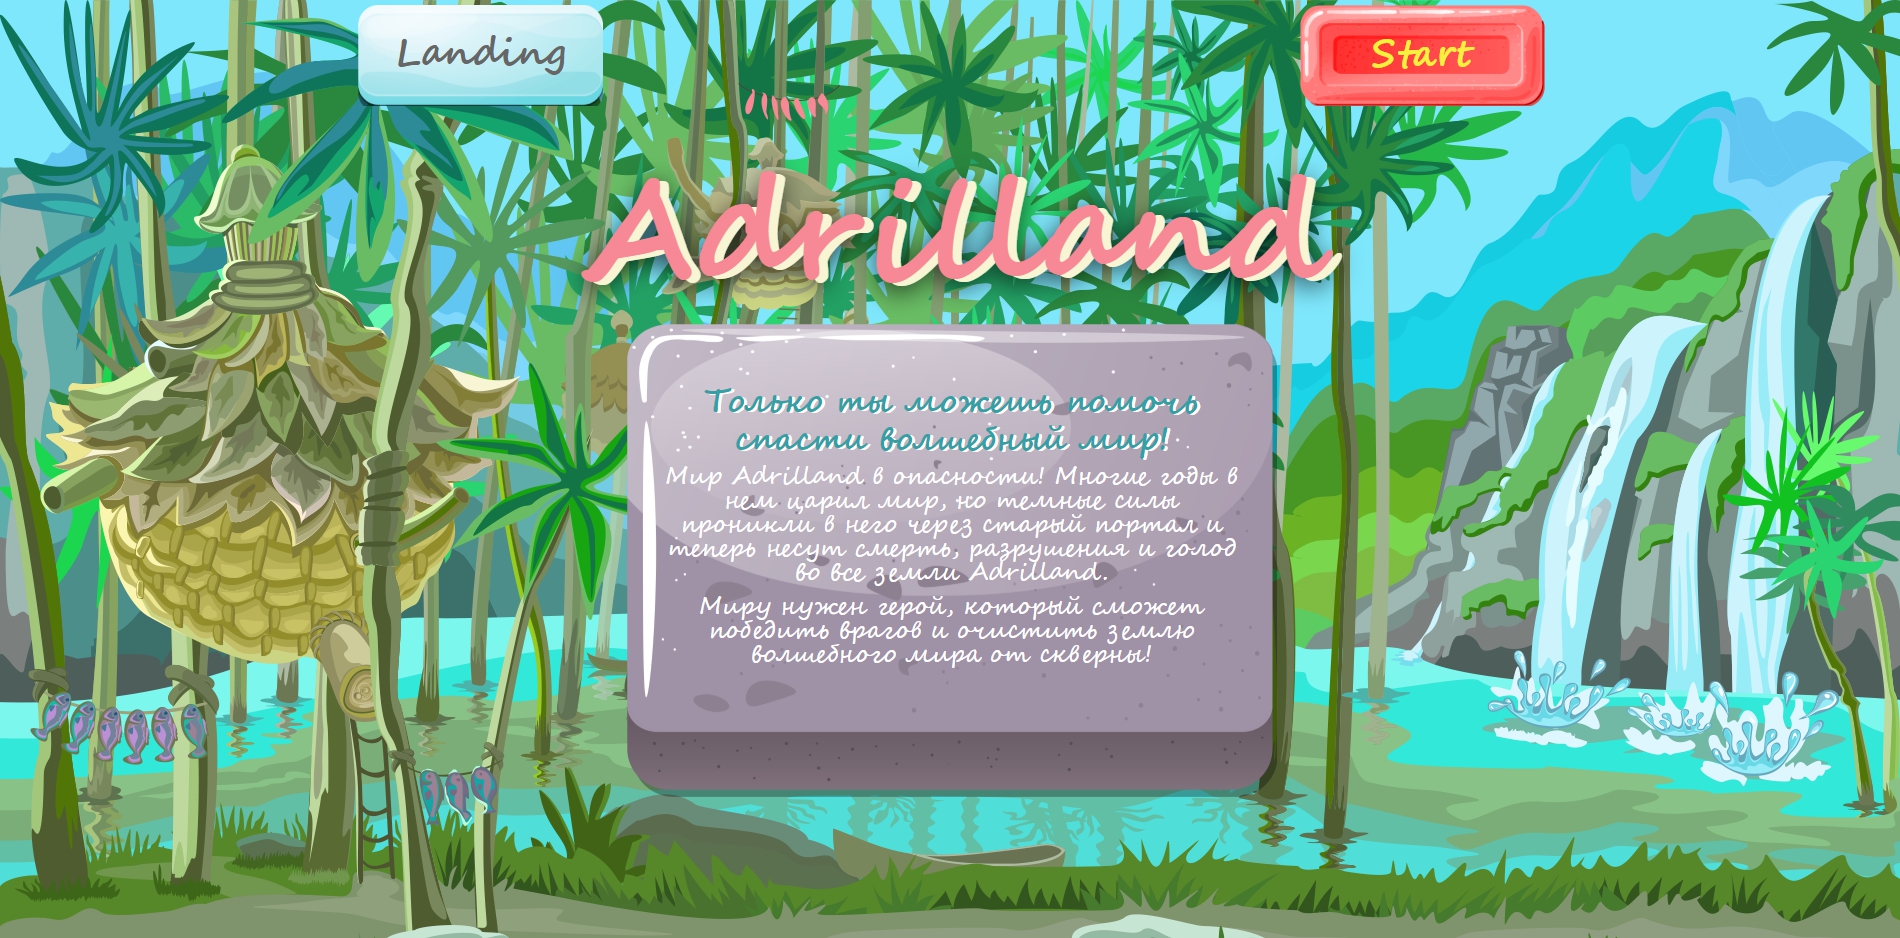 Landing
Start
Adrilland
Только ты можешь помочь
спасти волшебный мир!
Мир Adrilland в опасности! Многие годы в
нем царил мир, но темные силы
проникли в него через старый портал и
теперь несут смерть, разрушения и голод
во все земли Adrilland.
Миру нужен герой, который сможет
победить врагов и очистить землю
волшебного мира от скверны!